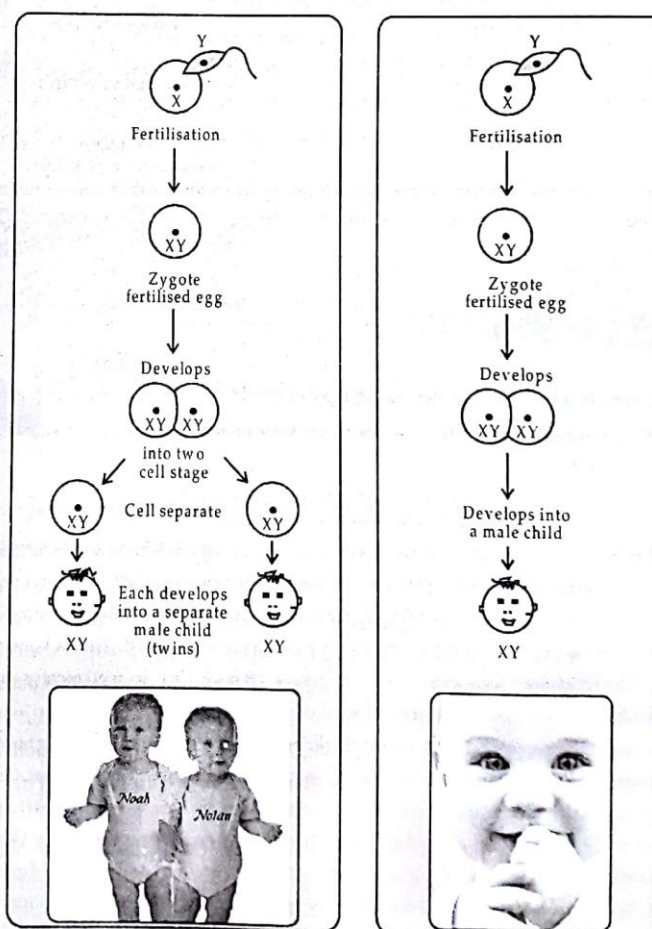 Y
X
Fertilisation
XY
Zygote
fertilised egg
Develops
XY XY
into two
cell stage
Cell separate
XY
XY
Each develops
into a separate
male child
(twins)
XY
XY
Noah
Nolan
Y
X
Fertilisation
XY
Zygote
fertilised egg
Develops
XY XY
Develops into
a male child
XY